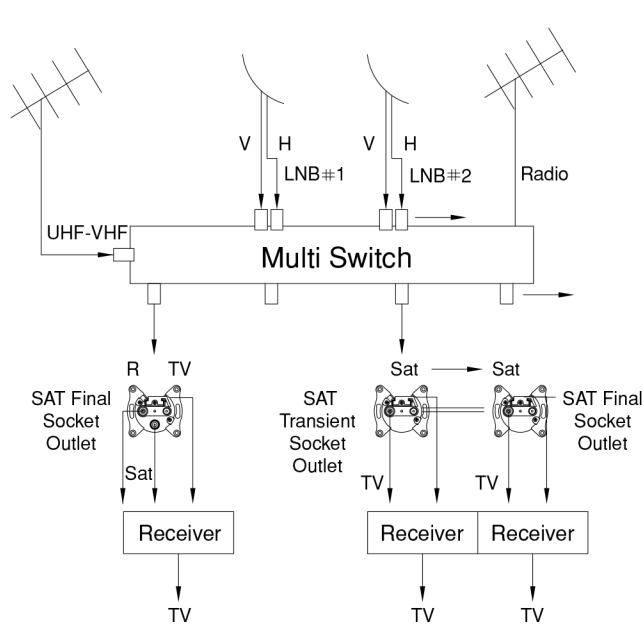 V H
LNB#1
V H
LNB#2
Radio
UHF-VHF
Multi Switch
R TV
SAT Final
Socket
Outlet
Sat
Sat Sat
SAT
Transient
Socket
Outlet
SAT Final
Socket
Outlet
TV
TV
Receiver
Receiver
Receiver
TV
TV
TV